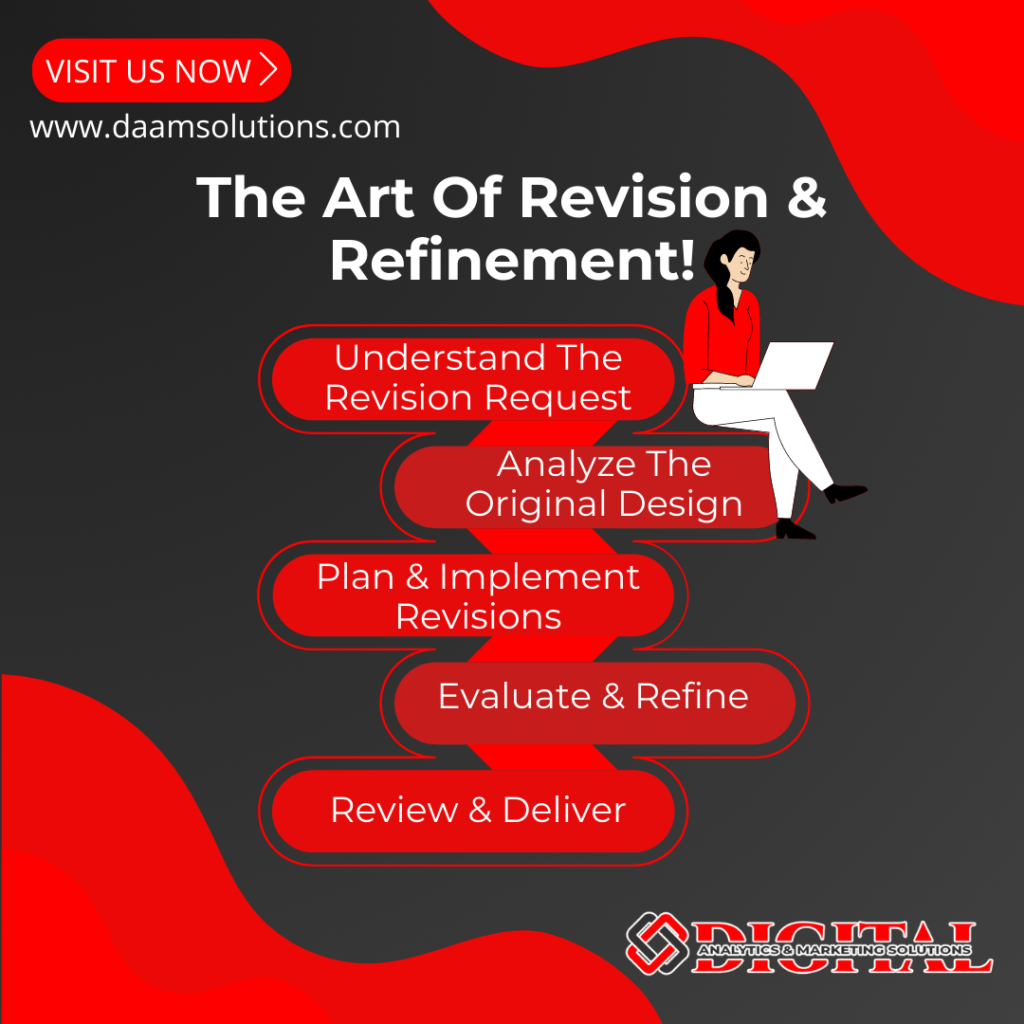 VISIT US NOW
www.daamsolutions.com
The Art Of Revision &
Refinement!
Understand The
Revision Request
Analyze The
Original Design
Plan & Implement
Revisions
Evaluate & Refine
Review & Deliver
DIGITAL
ANALYTICS & MARKETING SOLUTIONS